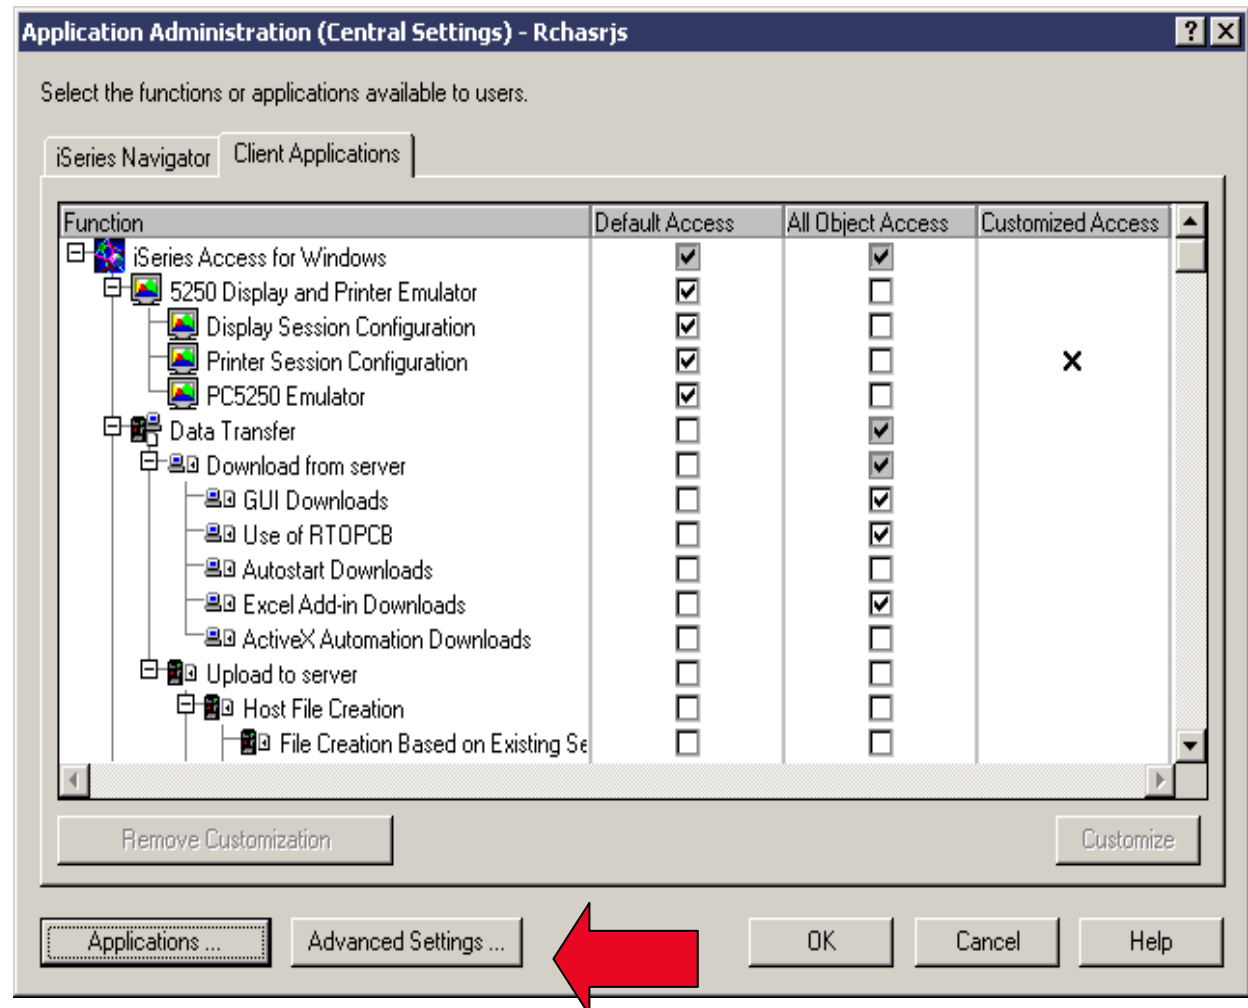 Application Administration (Central Settings) - Rchasrjs
Select the functions or applications available to users.
iSeries Navigator Client Applications
Function Default Access All Object Access Customized Access
iSeries Access for Windows
5250 Display and Printer Emulator
Display Session Configuration
Printer Session Configuration
PC5250 Emulator
Data Transfer
Download from server
GUI Downloads
Use of RTOPCB
Autostart Downloads
Excel Add-in Downloads
ActiveX Automation Downloads
Upload to server
Host File Creation
File Creation Based on Existing Se
Remove Customization Customize
Applications ... Advanced Settings ... OK Cancel Help